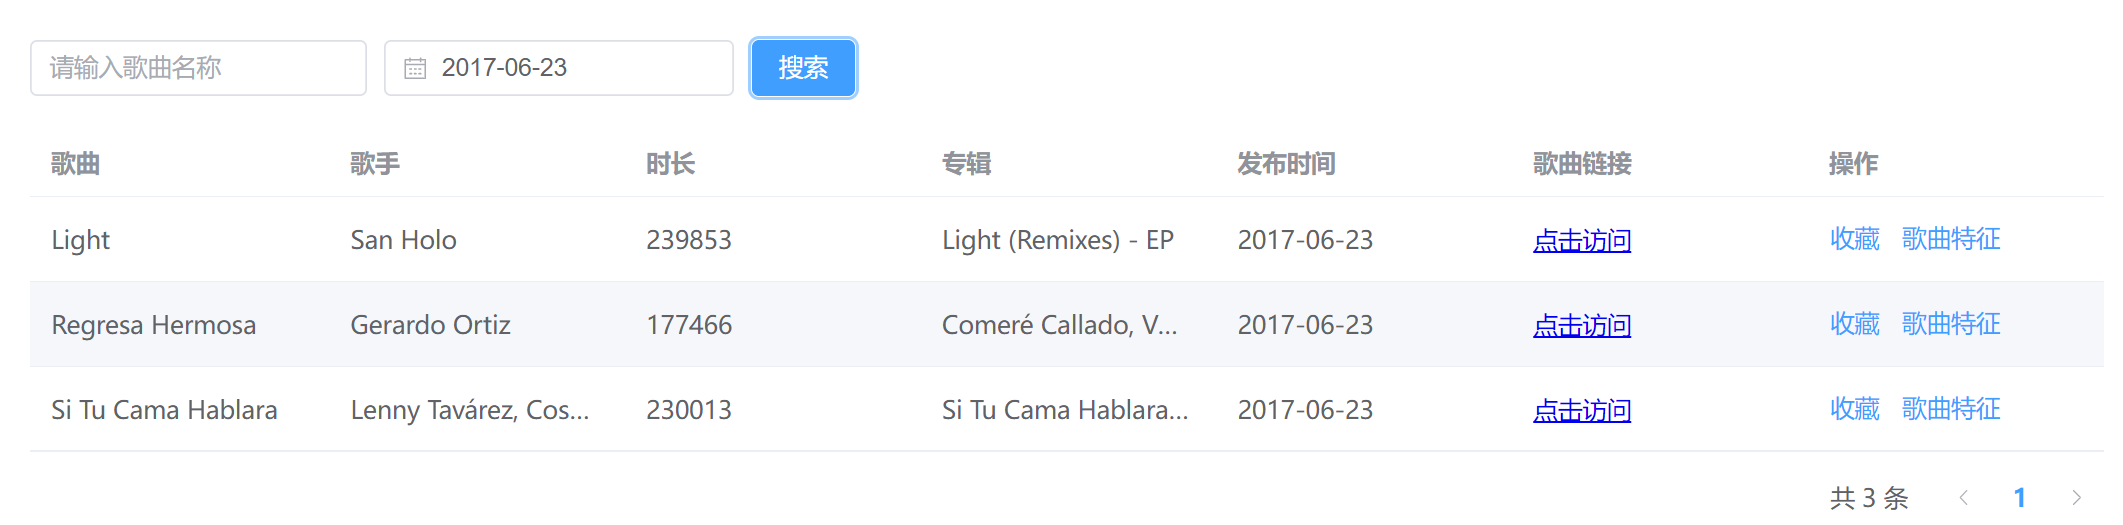 请输入歌曲名称 2017-06-23 搜索
歌曲 歌手 时长 专辑 发布时间 歌曲链接 操作
Light San Holo 239853 Light (Remixes) - EP 2017-06-23 点击访问 收藏 歌曲特征
Regresa Hermosa Gerardo Ortiz 177466 Comeré Callado, V... 2017-06-23 点击访问 收藏 歌曲特征
Si Tu Cama Hablara Lenny Tavárez, Cos... 230013 Si Tu Cama Hablara... 2017-06-23 点击访问 收藏 歌曲特征
共 3 条 1